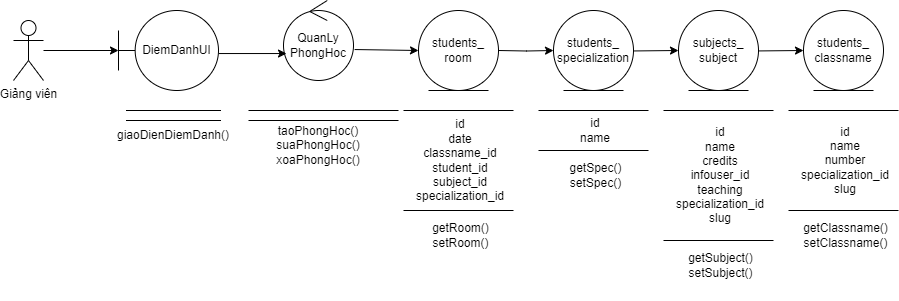 Giảng viên
DiemDanhUI
giaoDienDiemDanh()
QuanLy
PhongHoc
taoPhongHoc()
suaPhongHoc()
xoaPhongHoc()
students_
room
id
date
classname_id
student_id
subject_id
specialization_id
getRoom()
setRoom()
students_
specialization
id
name
getSpec()
setSpec()
subjects_
subject
id
name
credits
infouser_id
teaching
specialization_id
slug
getSubject()
setSubject()
students_
classname
id
name
number
specialization_id
slug
getClassname()
setClassname()